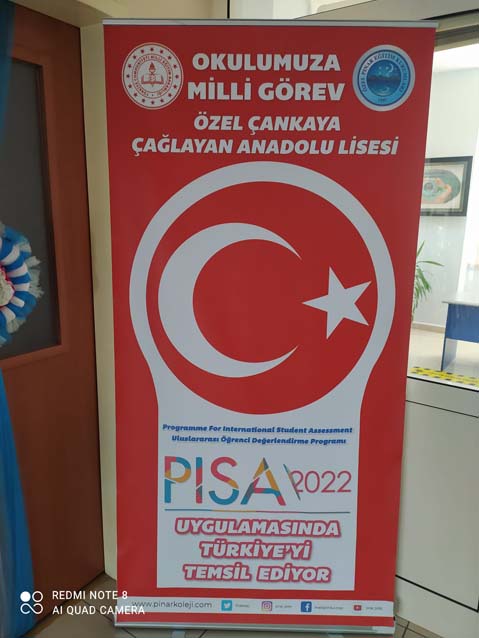 OKULUMUZA
MİLLİ GÖREV
ÖZEL ÇANKAYA
ÇAĞLAYAN ANADOLU LİSESİ
Programme For International Student Assessment
Uluslararası Öğrenci Değerlendirme Programı
PISA 2022
UYGULAMASINDA
TÜRKİYE'Yİ
TEMSİL EDİYOR
www.pinarkoleji.com
REDMI NOTE 8
AI QUAD CAMERA